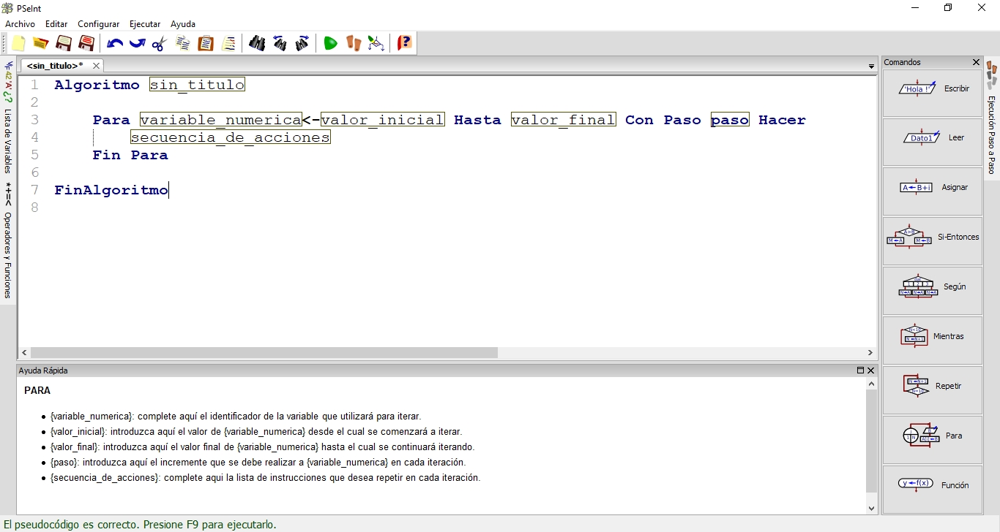 PSeInt
Archivo Editar Configurar Ejecutar Ayuda
<sin_titulo>*
1 Algoritmo sin_titulo
2
3 Para variable_numerica<-valor_inicial Hasta valor_final Con Paso paso Hacer
4 secuencia_de_acciones
5 Fin Para
6
7 FinAlgoritmo
8
Lista de Variables
*+=< Operadores y Funciones
Ayuda Rápida
PARA
• {variable_numerica}: complete aquí el identificador de la variable que utilizará para iterar.
• {valor_inicial}: introduzca aquí el valor de {variable_numerica} desde el cual se comenzará a iterar.
• {valor_final}: introduzca aquí el valor final de {variable_numerica} hasta el cual se continuará iterando.
• {paso}: introduzca aquí el incremente que se debe realizar a {variable_numerica} en cada iteración.
• {secuencia_de_acciones}: complete aqui la lista de instrucciones que desea repetir en cada iteración.
Comandos
'Hola !' Escribir
Dato1 Leer
A←B+i Asignar
A>B M←A M←B Si-Entonces
Según
Mientras
Repetir
Para
y←f(x) Función
Ejecución Paso a Paso
El pseudocódigo es correcto. Presione F9 para ejecutarlo.